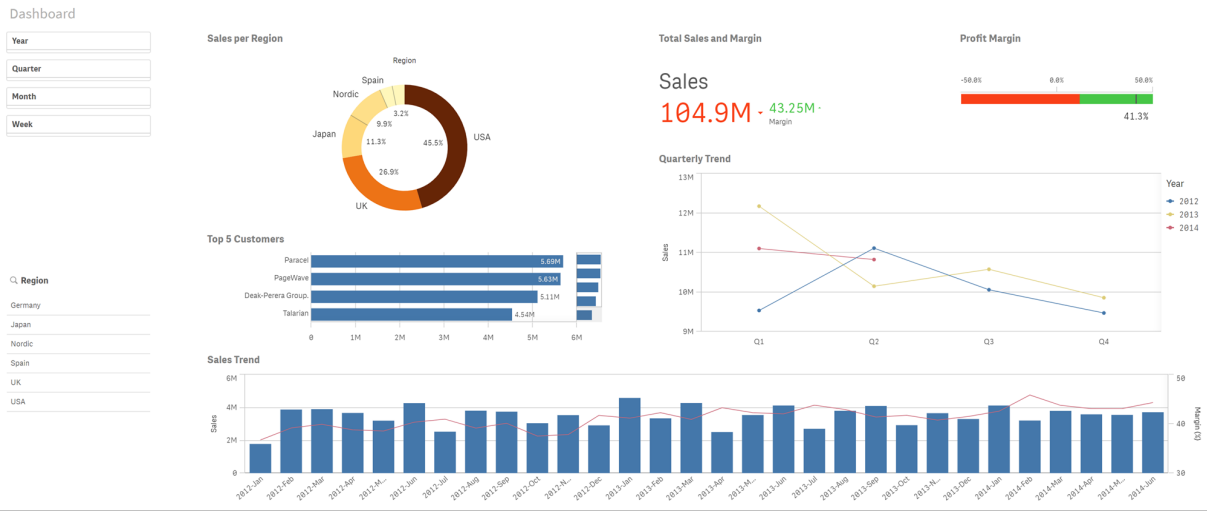 Dashboard
Year
Quarter
Month
Week
Region
Germany
Japan
Nordic
Spain
UK
USA
Sales per Region
Region
Spain
Nordic
Japan
UK
USA
3.2%
9.9%
11.3%
26.9%
45.5%
Total Sales and Margin
Sales
104.9M
43.25M
Margin
Profit Margin
-50.0% 0.0% 50.0%
41.3%
Top 5 Customers
Paracel 5.69M
PageWave 5.63M
Deak-Perera Group. 5.11M
Talarian 4.54M
0 1M 2M 3M 4M 5M 6M
Quarterly Trend
13M
12M
11M
10M
9M
Sales
Q1 Q2 Q3 Q4
Year
2012
2013
2014
Sales Trend
6M
4M
2M
0
Sales
50
40
30
Margin (%)
2012-Jan 2012-Feb 2012-Mar 2012-Apr 2012-M... 2012-Jun 2012-Jul 2012-Aug 2012-Sep 2012-Oct 2012-N... 2012-Dec 2013-Jan 2013-Feb 2013-Mar 2013-Apr 2013-M... 2013-Jun 2013-Jul 2013-Aug 2013-Sep 2013-Oct 2013-N... 2013-Dec 2014-Jan 2014-Feb 2014-Mar 2014-Apr 2014-M... 2014-Jun